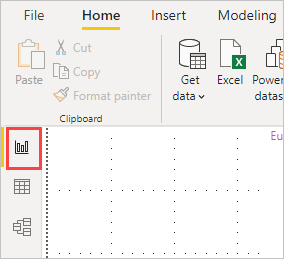 File Home Insert Modeling
Paste
Cut
Copy
Format painter
Clipboard
Get data
Excel
Power
datas
Eu